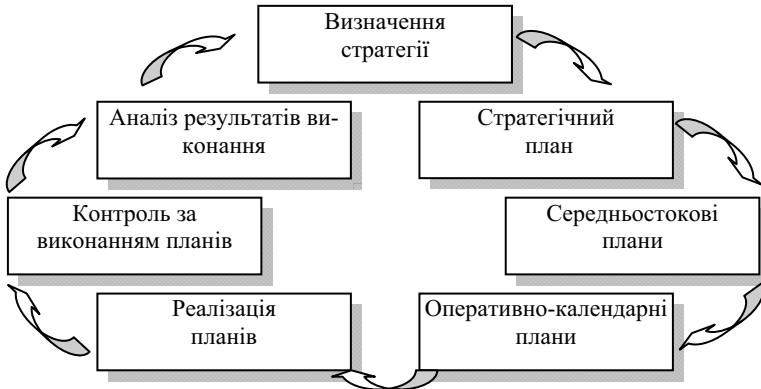 Визначення
стратегії
Аналіз результатів ви-
конання
Стратегічний
план
Контроль за
виконанням планів
Середньостокові
плани
Реалізація
планів
Оперативно-календарні
плани